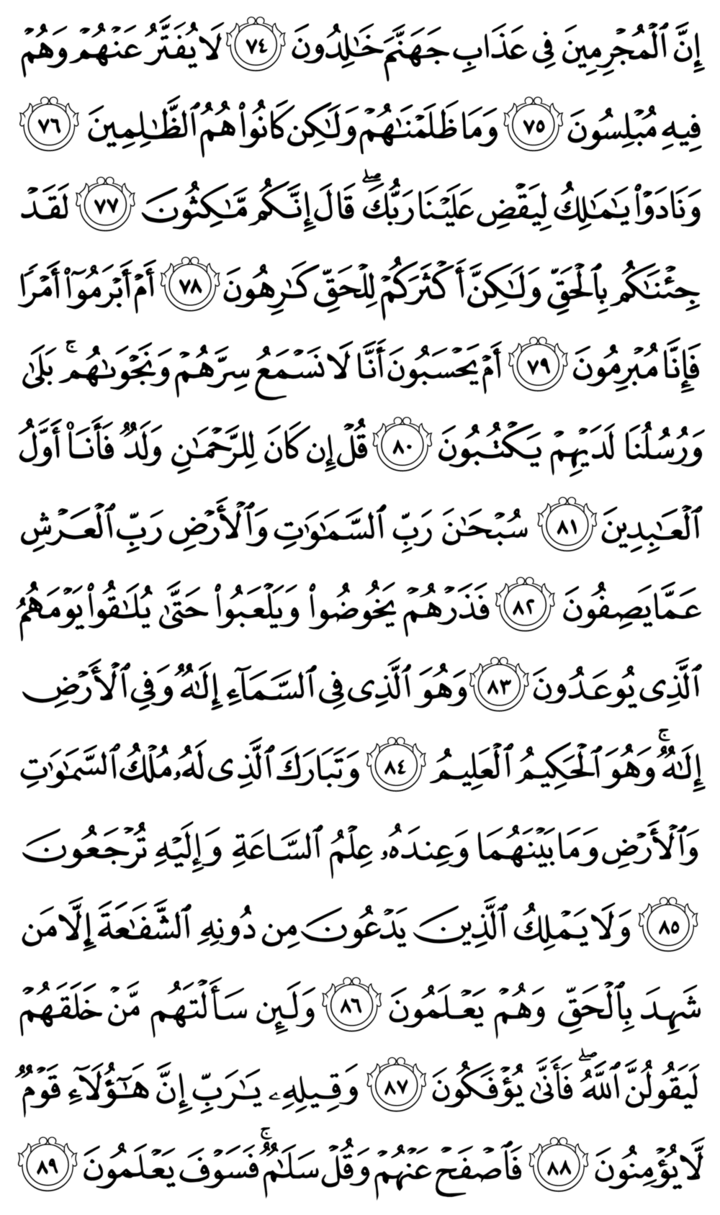 إِنَّ ٱلْمُجْرِمِينَ فِى عَذَابِ جَهَنَّمَ خَـٰلِدُونَ ٧٤ لَا يُفَتَّرُ عَنْهُمْ وَهُمْ
فِيهِ مُبْلِسُونَ ٧٥ وَمَا ظَلَمْنَـٰهُمْ وَلَـٰكِن كَانُوا۟ هُمُ ٱلظَّـٰلِمِينَ ٧٦
وَنَادَوْا۟ يَـٰمَـٰلِكُ لِيَقْضِ عَلَيْنَا رَبُّكَ ۖ قَالَ إِنَّكُم مَّـٰكِثُونَ ٧٧ لَقَدْ
جِئْنَـٰكُم بِٱلْحَقِّ وَلَـٰكِنَّ أَكْثَرَكُمْ لِلْحَقِّ كَـٰرِهُونَ ٧٨ أَمْ أَبْرَمُوٓا۟ أَمْرًا
فَإِنَّا مُبْرِمُونَ ٧٩ أَمْ يَحْسَبُونَ أَنَّا لَا نَسْمَعُ سِرَّهُمْ وَنَجْوَىٰهُم ۚ بَلَىٰ
وَرُسُلُنَا لَدَيْهِمْ يَكْتُبُونَ ٨٠ قُلْ إِن كَانَ لِلرَّحْمَـٰنِ وَلَدٌ فَأَنَا۠ أَوَّلُ
ٱلْعَـٰبِدِينَ ٨١ سُبْحَـٰنَ رَبِّ ٱلسَّمَـٰوَٰتِ وَٱلْأَرْضِ رَبِّ ٱلْعَرْشِ
عَمَّا يَصِفُونَ ٨٢ فَذَرْهُمْ يَخُوضُوا۟ وَيَلْعَبُوا۟ حَتَّىٰ يُلَـٰقُوا۟ يَوْمَهُمُ
ٱلَّذِى يُوعَدُونَ ٨٣ وَهُوَ ٱلَّذِى فِى ٱلسَّمَآءِ إِلَـٰهٌ وَفِى ٱلْأَرْضِ
إِلَـٰهٌ ۚ وَهُوَ ٱلْحَكِيمُ ٱلْعَلِيمُ ٨٤ وَتَبَارَكَ ٱلَّذِى لَهُۥ مُلْكُ ٱلسَّمَـٰوَٰتِ
وَٱلْأَرْضِ وَمَا بَيْنَهُمَا وَعِندَهُۥ عِلْمُ ٱلسَّاعَةِ وَإِلَيْهِ تُرْجَعُونَ
٨٥ وَلَا يَمْلِكُ ٱلَّذِينَ يَدْعُونَ مِن دُونِهِ ٱلشَّفَـٰعَةَ إِلَّا مَن
شَهِدَ بِٱلْحَقِّ وَهُمْ يَعْلَمُونَ ٨٦ وَلَئِن سَأَلْتَهُم مَّنْ خَلَقَهُمْ
لَيَقُولُنَّ ٱللَّهُ ۖ فَأَنَّىٰ يُؤْفَكُونَ ٨٧ وَقِيلِهِۦ يَـٰرَبِّ إِنَّ هَـٰٓؤُلَآءِ قَوْمٌ
لَّا يُؤْمِنُونَ ٨٨ فَٱصْفَحْ عَنْهُمْ وَقُلْ سَلَـٰمٌ ۚ فَسَوْفَ يَعْلَمُونَ ٨٩